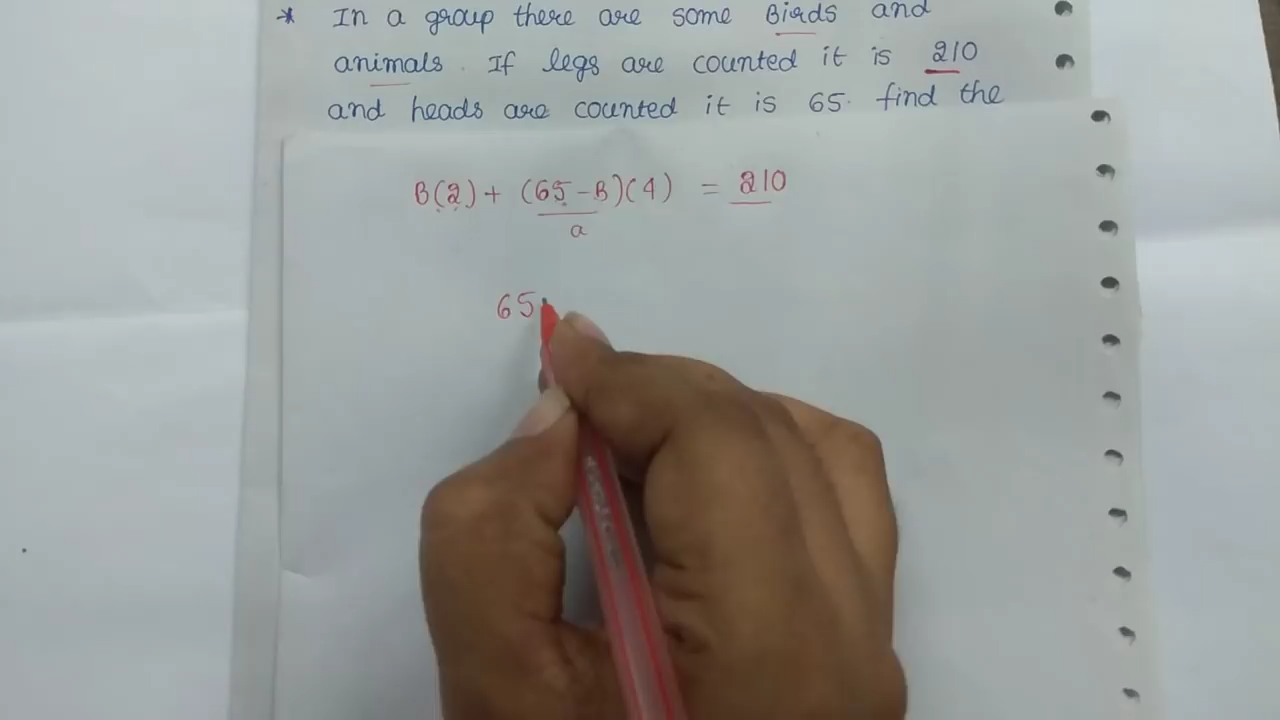 * In a group there are some Birds and
animals. If legs are counted it is 210
and heads are counted it is 65. find the
B(2) + (65-B)(4) = 210
a
65